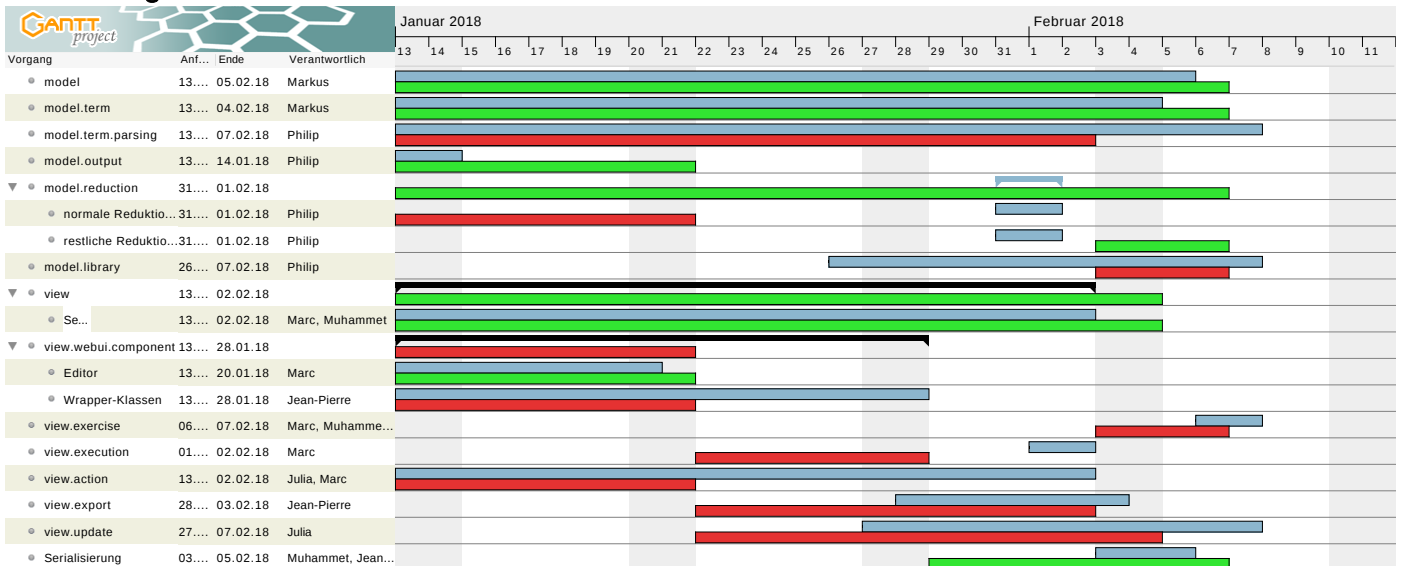 GANTT
project
Januar 2018 Februar 2018
13 14 15 16 17 18 19 20 21 22 23 24 25 26 27 28 29 30 31 1 2 3 4 5 6 7 8 9 10 11
Vorgang Anf... Ende Verantwortlich
model 13.... 05.02.18 Markus
model.term 13.... 04.02.18 Markus
model.term.parsing 13.... 07.02.18 Philip
model.output 13.... 14.01.18 Philip
model.reduction 31.... 01.02.18
normale Reduktio... 31.... 01.02.18 Philip
restliche Reduktio... 31.... 01.02.18 Philip
model.library 26.... 07.02.18 Philip
view 13.... 02.02.18
Se... 13.... 02.02.18 Marc, Muhammet
view.webui.component 13.... 28.01.18
Editor 13.... 20.01.18 Marc
Wrapper-Klassen 13.... 28.01.18 Jean-Pierre
view.exercise 06.... 07.02.18 Marc, Muhamme...
view.execution 01.... 02.02.18 Marc
view.action 13.... 02.02.18 Julia, Marc
view.export 28.... 03.02.18 Jean-Pierre
view.update 27.... 07.02.18 Julia
Serialisierung 03.... 05.02.18 Muhammet, Jean...